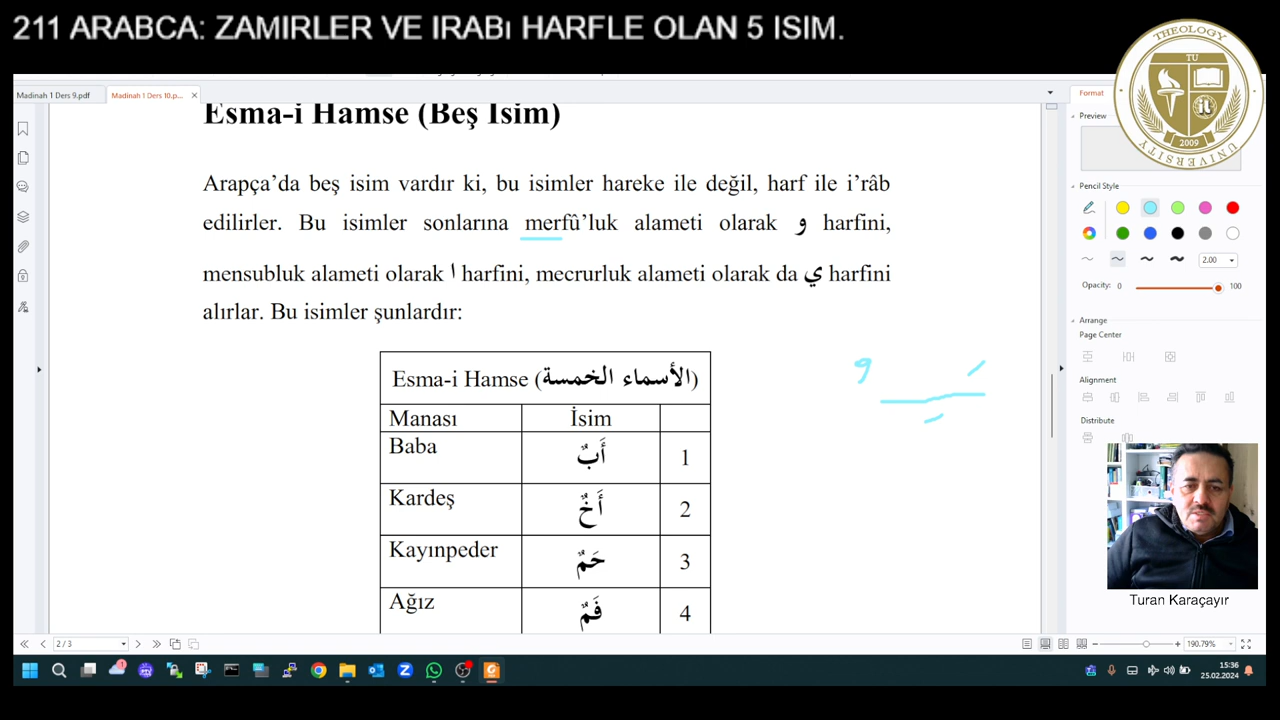 211 ARABCA: ZAMIRLER VE IRABı HARFLE OLAN 5 ISIM.
THEOLOGY
TU
2009
UNIVERSITY
Madinah 1 Ders 9.pdf
Madinah 1 Ders 10.p...
Format
Preview
Pencil Style
2.00
Opacity: 0 100
Arrange
Page Center
Alignment
Distribute
Esma-i Hamse (Beş İsim)
Arapça’da beş isim vardır ki, bu isimler hareke ile değil, harf ile i’râb
edilirler. Bu isimler sonlarına merfû’luk alameti olarak و harfini,
mensubluk alameti olarak ا harfini, mecrurluk alameti olarak da ي harfini
alırlar. Bu isimler şunlardır:
Esma-i Hamse (الأسماء الخمسة)
Manası İsim
Baba أَبٌ 1
Kardeş أَخٌ 2
Kayınpeder حَمٌ 3
Ağız فَمٌ 4
و
Turan Karaçayır
2 / 3
190.79%
15:36
25.02.2024